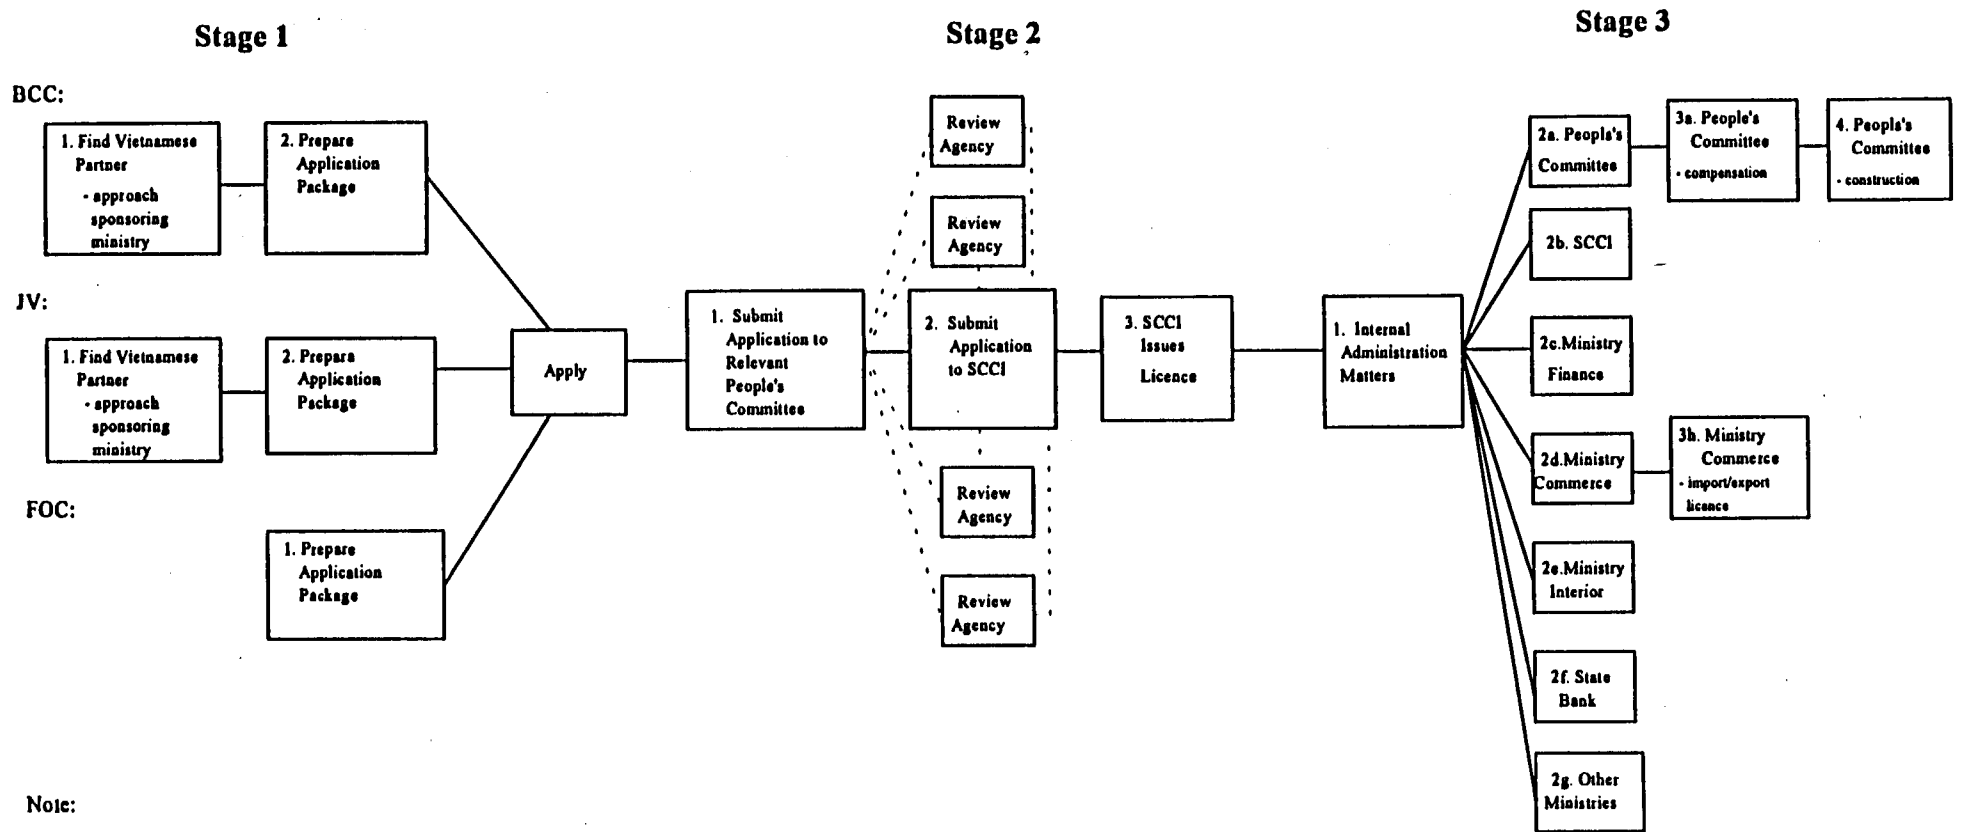 Stage 1
Stage 2
Stage 3
BCC:
1. Find Vietnamese
Partner
- approach
sponsoring
ministry
2. Prepare
Application
Package
JV:
1. Find Vietnamese
Partner
- approach
sponsoring
ministry
2. Prepare
Application
Package
FOC:
1. Prepare
Application
Package
Apply
1. Submit
Application to
Relevant
People's
Committee
Review
Agency
Review
Agency
2. Submit
Application
to SCCI
Review
Agency
Review
Agency
3. SCCI
Issues
Licence
1. Internal
Administration
Matters
2a. People's
Committee
3a. People's
Committee
- compensation
4. People's
Committee
- construction
2b. SCCI
2c.Ministry
Finance
2d.Ministry
Commerce
3h. Ministry
Commerce
- import/export
licence
2e.Ministry
Interior
2f. State
Bank
2g. Other
Ministries
Note: